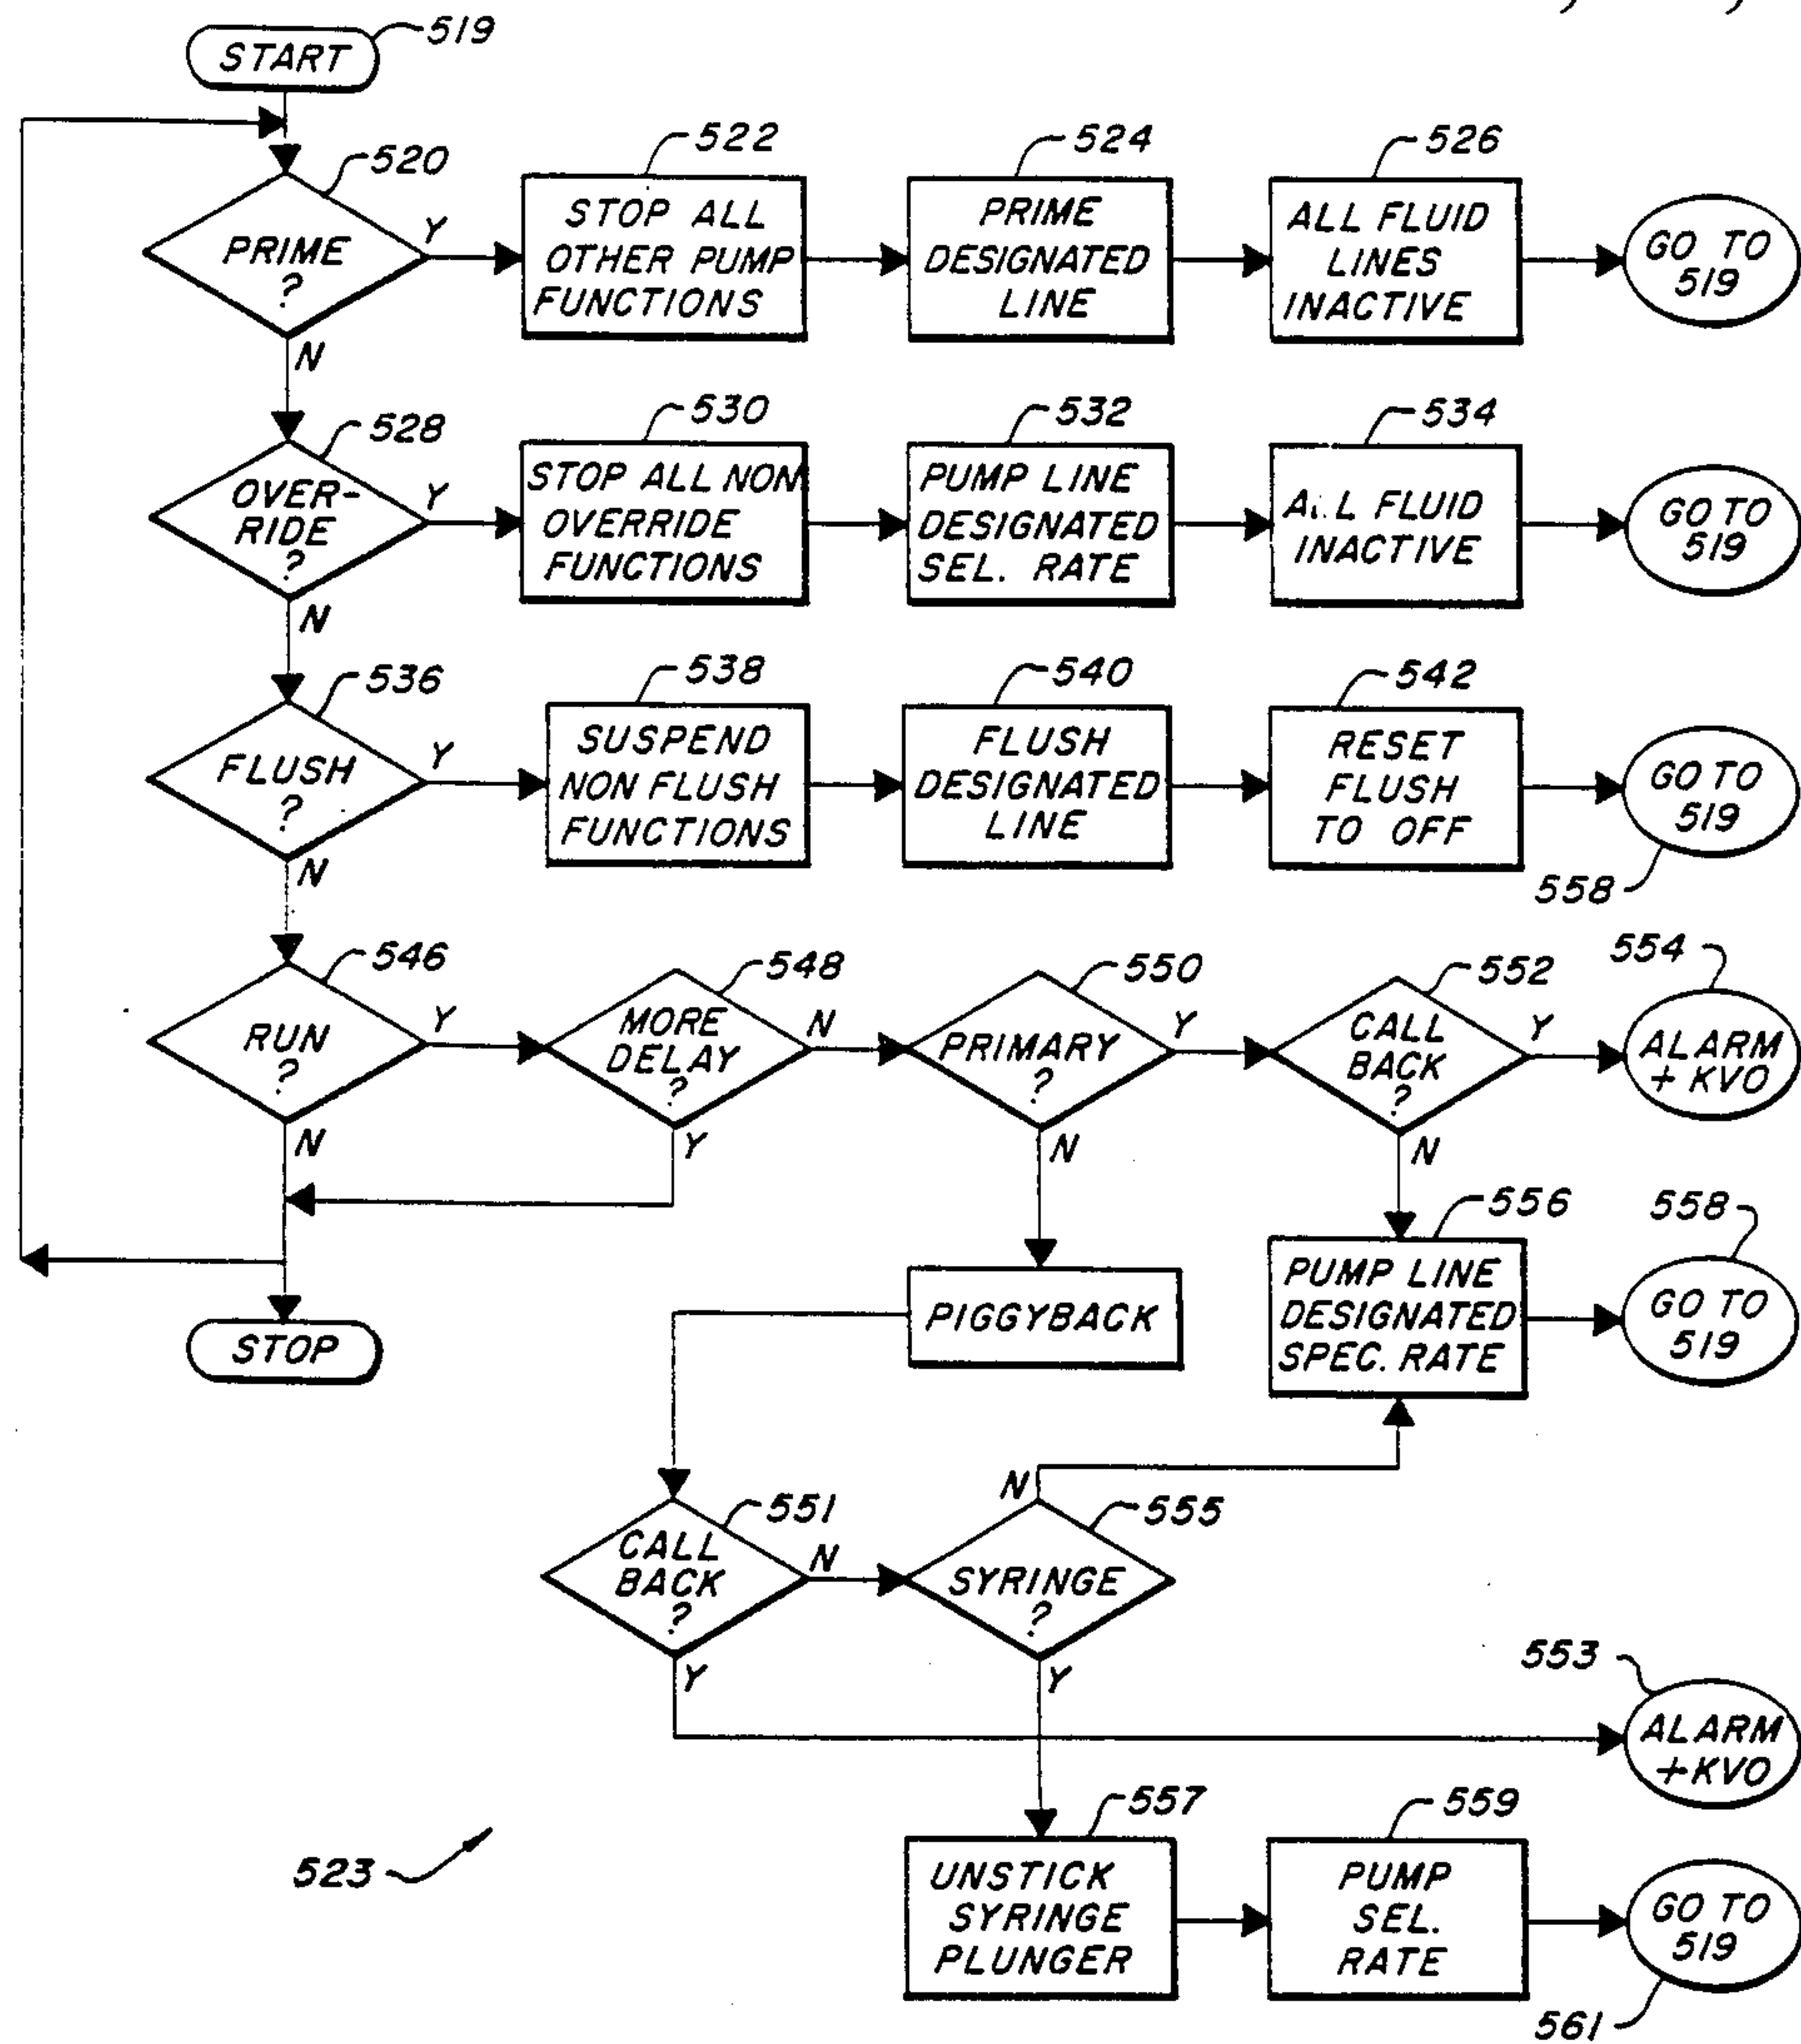 519
START
520
522
524
526
PRIME
?
Y
STOP ALL
OTHER PUMP
FUNCTIONS
PRIME
DESIGNATED
LINE
ALL FLUID
LINES
INACTIVE
GO TO
519
N
528
530
532
534
OVER-
RIDE
?
Y
STOP ALL NON
OVERRIDE
FUNCTIONS
PUMP LINE
DESIGNATED
SEL. RATE
ALL FLUID
INACTIVE
GO TO
519
N
536
538
540
542
FLUSH
?
Y
SUSPEND
NON FLUSH
FUNCTIONS
FLUSH
DESIGNATED
LINE
RESET
FLUSH
TO OFF
GO TO
519
558
N
546
548
550
552
554
RUN
?
Y
MORE
DELAY
?
N
PRIMARY
?
Y
CALL
BACK
?
Y
ALARM
+ KVO
N
Y
N
N
556
558
PIGGYBACK
PUMP LINE
DESIGNATED
SPEC. RATE
GO TO
519
STOP
551
555
CALL
BACK
?
N
N
SYRINGE
?
Y
Y
553
ALARM
+KVO
557
559
523
UNSTICK
SYRINGE
PLUNGER
PUMP
SEL.
RATE
GO TO
519
561